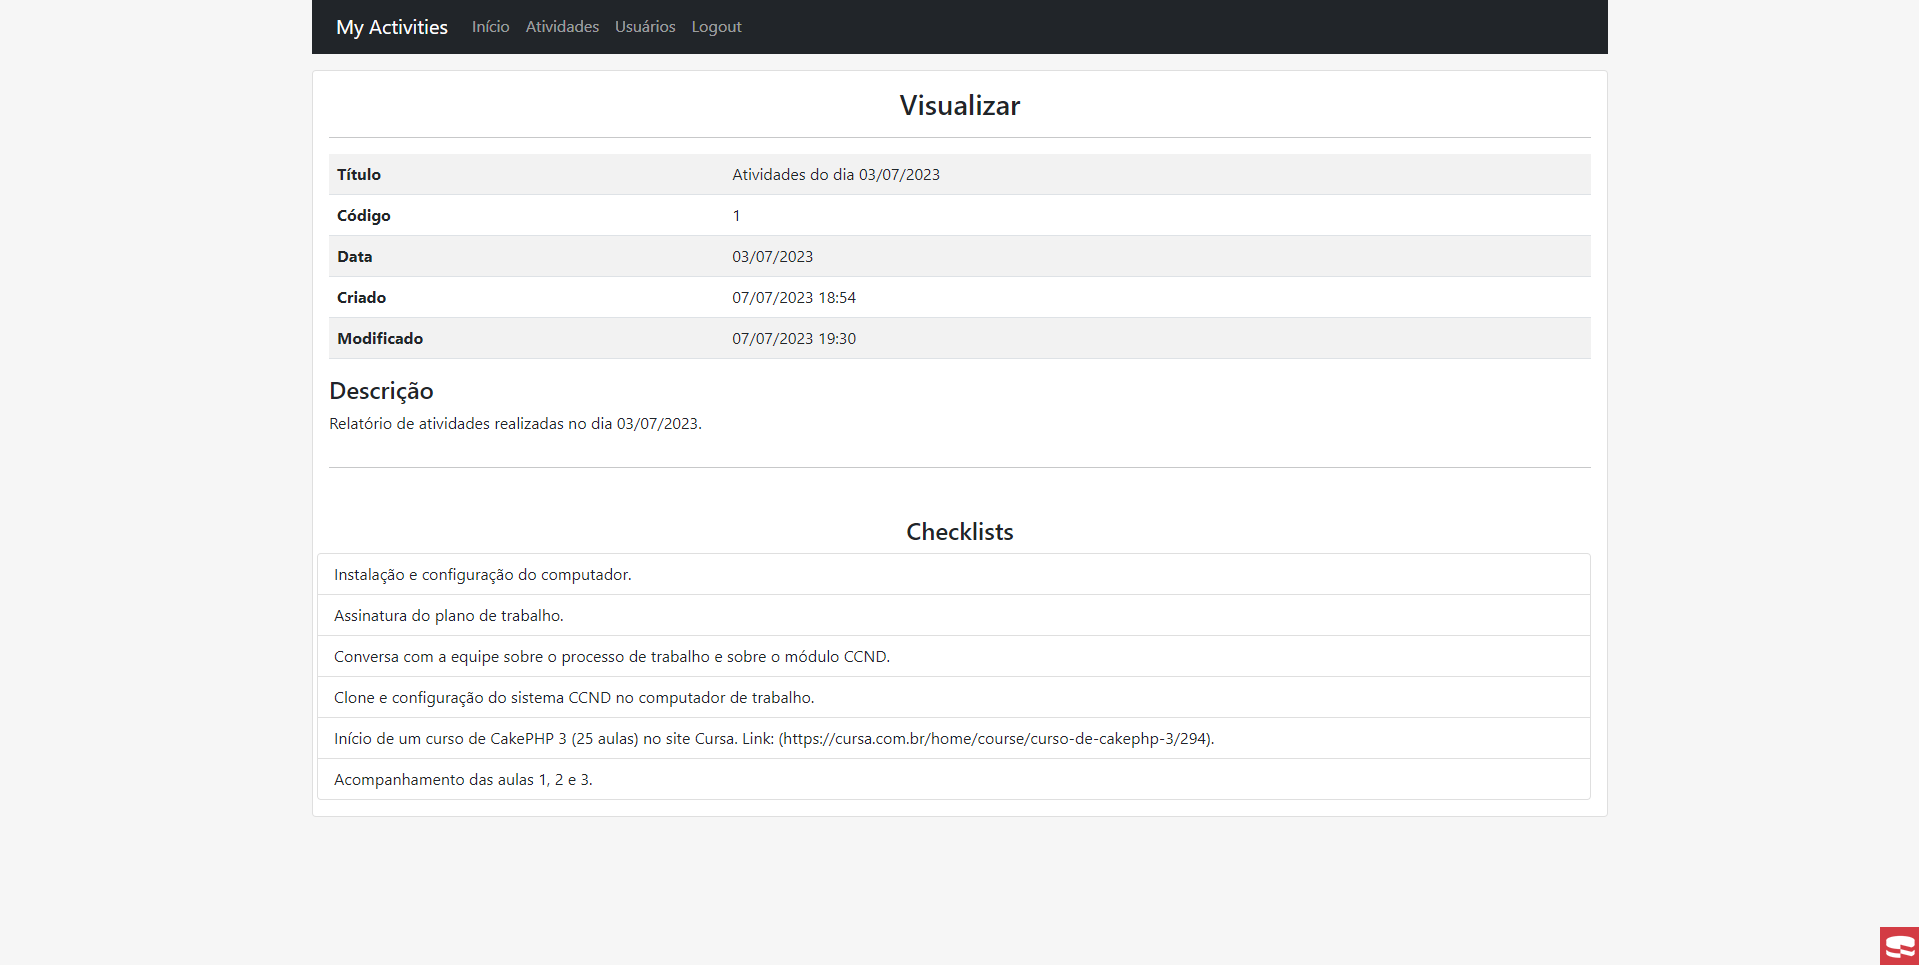 My Activities Início Atividades Usuários Logout
Visualizar
Título Atividades do dia 03/07/2023
Código 1
Data 03/07/2023
Criado 07/07/2023 18:54
Modificado 07/07/2023 19:30
Descrição
Relatório de atividades realizadas no dia 03/07/2023.
Checklists
Instalação e configuração do computador.
Assinatura do plano de trabalho.
Conversa com a equipe sobre o processo de trabalho e sobre o módulo CCND.
Clone e configuração do sistema CCND no computador de trabalho.
Início de um curso de CakePHP 3 (25 aulas) no site Cursa. Link: (https://cursa.com.br/home/course/curso-de-cakephp-3/294).
Acompanhamento das aulas 1, 2 e 3.